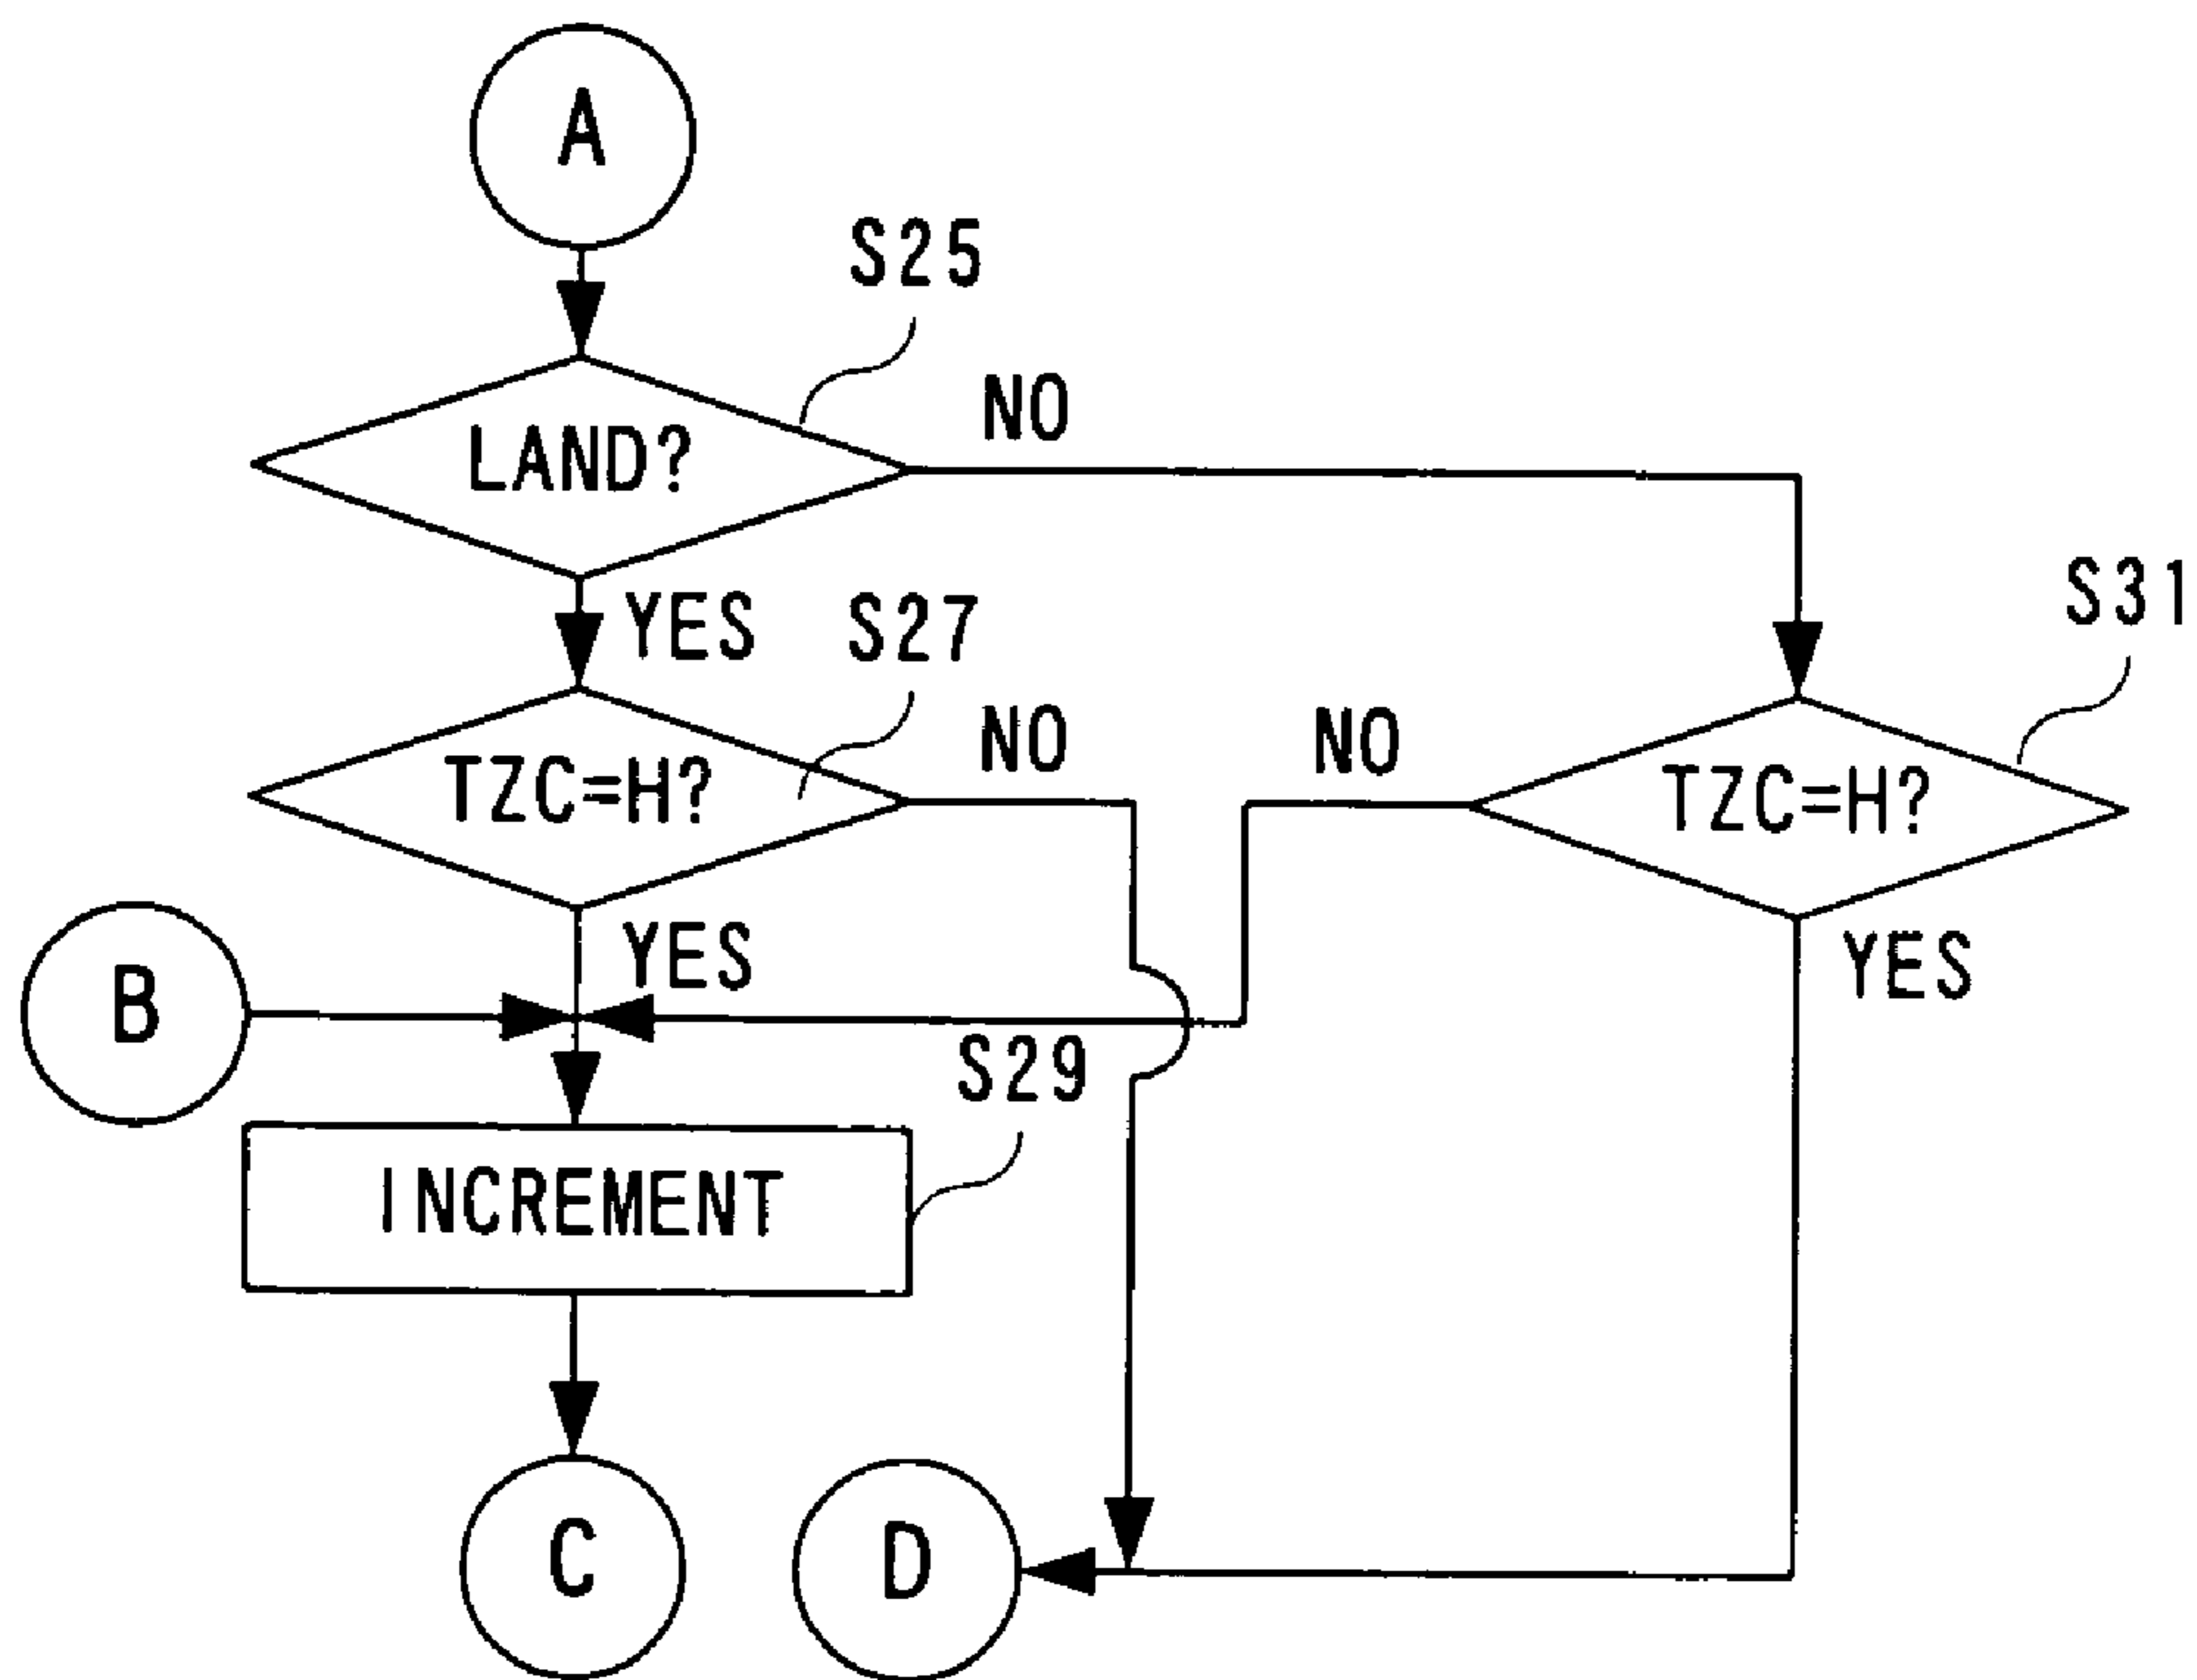 A
S25
NO
LAND?
S31
YES
S27
NO
NO
TZC=H?
TZC=H?
YES
YES
B
S29
INCREMENT
C
D